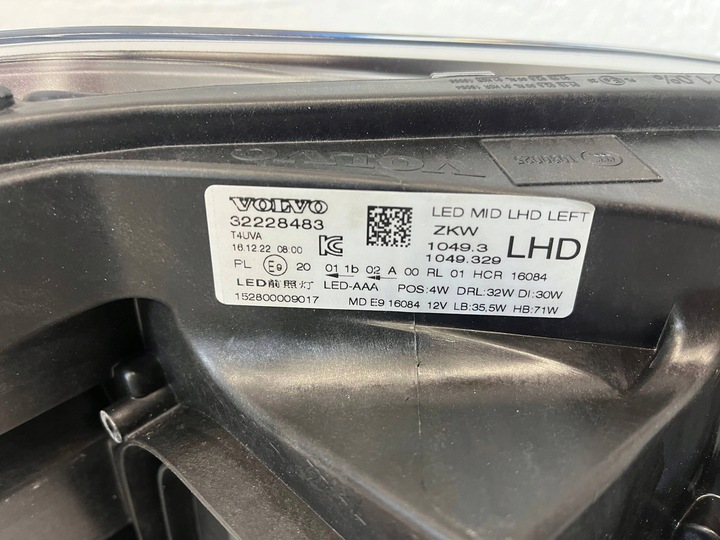 VOLVO
32228483
T4UVA
16.12.22 08:00
LED MID LHD LEFT
ZKW
1049.3
1049.329
LHD
PL E9 20 01 1b 02 A 00 RL 01 HCR 16084
LED前照灯 LED-AAA POS:4W DRL:32W DI:30W
152800009017 MD E9 16084 12V LB:35,5W HB:71W
VOLVO